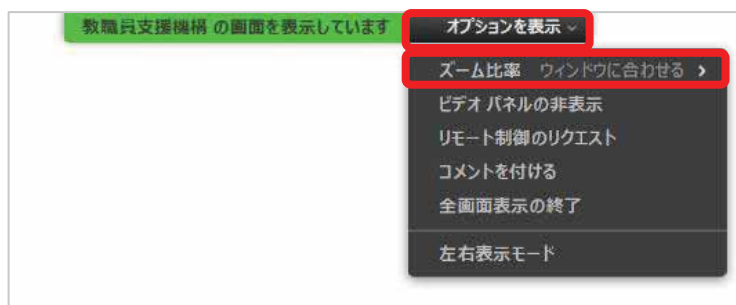 教職員支援機構 の画面を表示しています オプションを表示
ズーム比率 ウィンドウに合わせる
ビデオ パネルの非表示
リモート制御のリクエスト
コメントを付ける
全画面表示の終了
左右表示モード